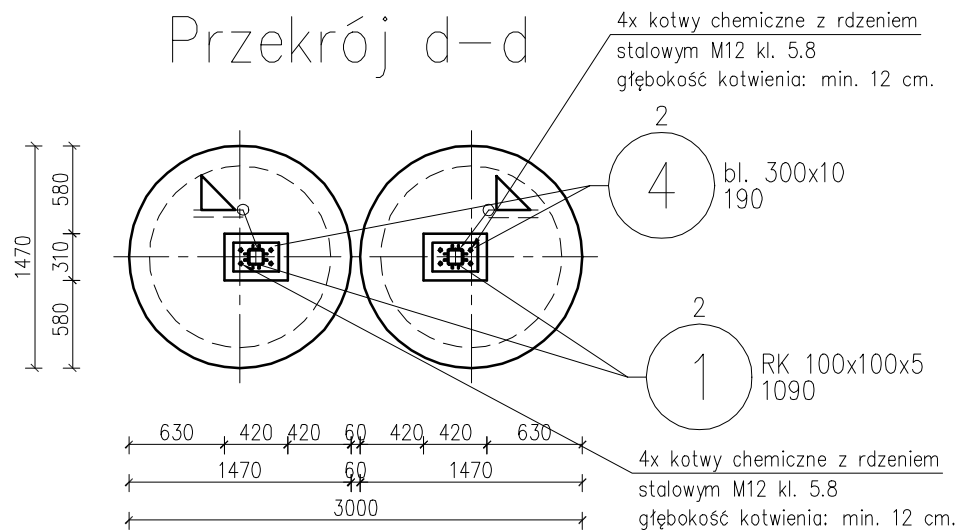 Przekrój d-d
4x kotwy chemiczne z rdzeniem
stalowym M12 kl. 5.8
głębokość kotwienia: min. 12 cm.
2
4
bl. 300x10
190
580
310
580
1470
2
1
RK 100x100x5
1090
630 420 420 60 420 420 630
1470 60 1470
3000
4x kotwy chemiczne z rdzeniem
stalowym M12 kl. 5.8
głębokość kotwienia: min. 12 cm.